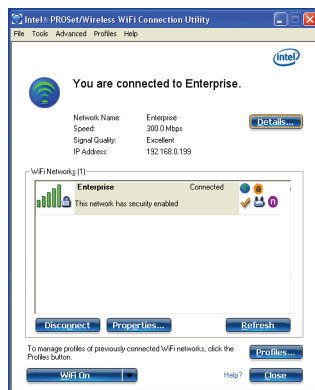 Intel® PROSet/Wireless WiFi Connection Utility
File Tools Advanced Profiles Help
intel
You are connected to Enterprise.
Network Name: Enterprise
Speed: 300.0 Mbps
Signal Quality: Excellent
IP Address: 192.168.0.199
Details...
WiFi Networks (1)
Enterprise Connected
a
This network has security enabled
n
Disconnect Properties... Refresh
To manage profiles of previously connected WiFi networks, click the
Profiles button.
Profiles...
WiFi On Help? Close